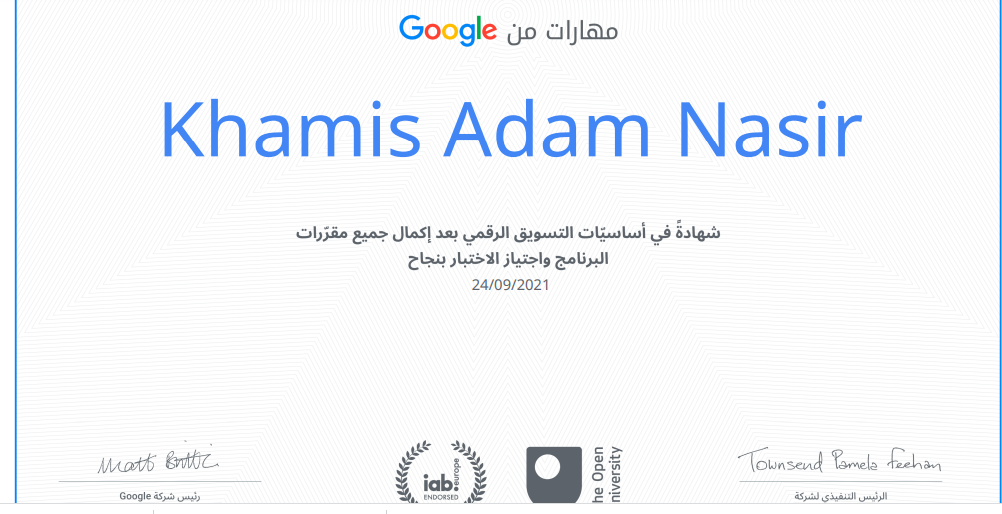 مهارات من Google
Khamis Adam Nasir
شهادةً في أساسيّات التسويق الرقمي بعد إكمال جميع مقرّرات
البرنامج واجتياز الاختبار بنجاح
24/09/2021
Matt Brittin
Townsend Pamela Feehan
iab.europe
ENDORSED
The Open
University
رئيس شركة Google
الرئيس التنفيذي لشركة